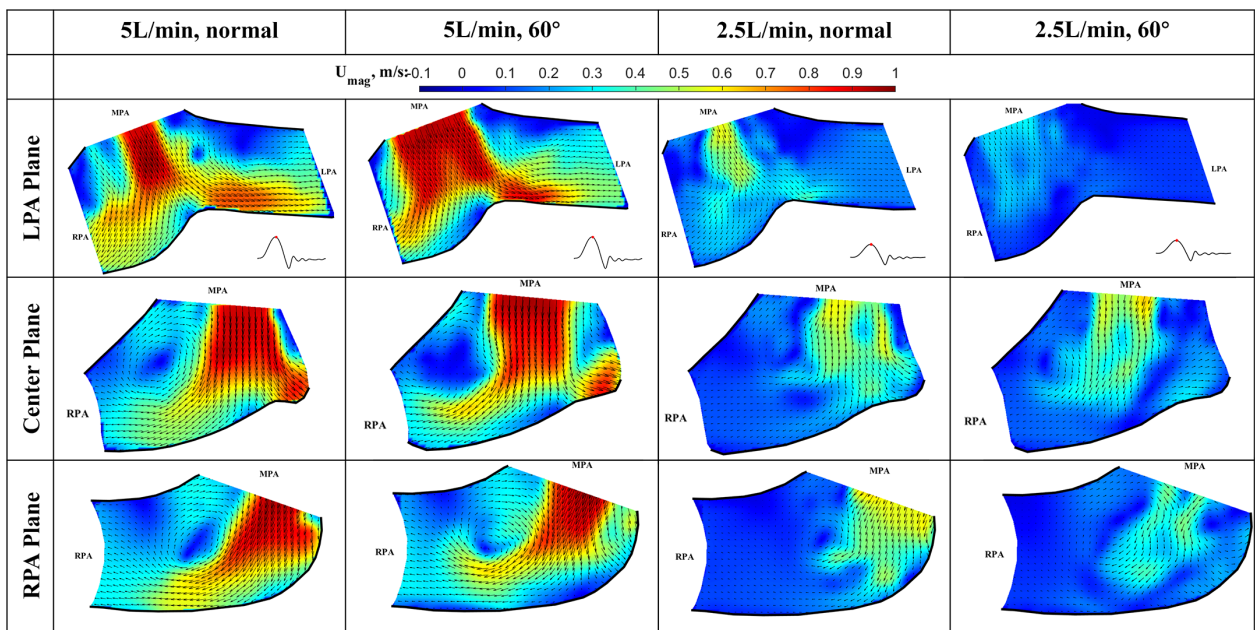 5L/min, normal
5L/min, 60°
2.5L/min, normal
2.5L/min, 60°
U_mag, m/s: -0.1 0 0.1 0.2 0.3 0.4 0.5 0.6 0.7 0.8 0.9 1
LPA Plane
MPA
LPA
RPA
MPA
LPA
RPA
MPA
LPA
RPA
MPA
LPA
RPA
Center Plane
MPA
RPA
MPA
RPA
MPA
RPA
MPA
RPA
RPA Plane
MPA
RPA
MPA
RPA
MPA
RPA
MPA
RPA